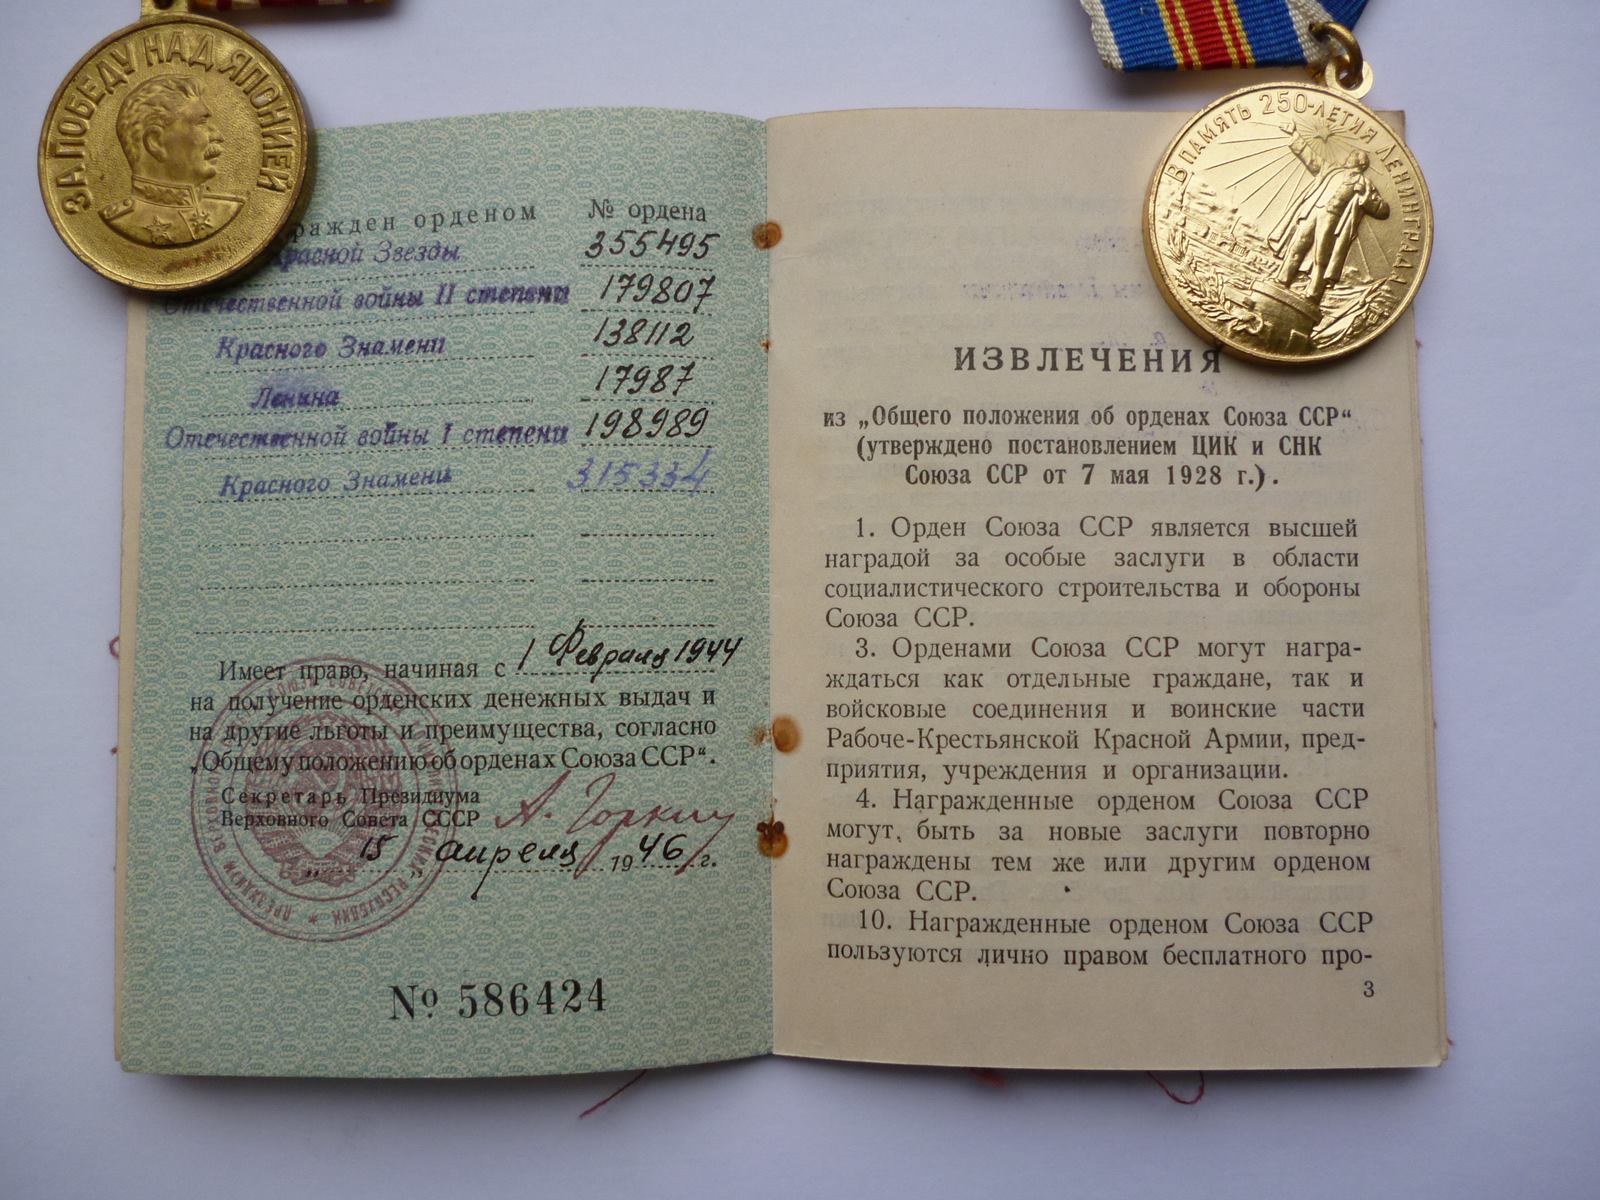 ЗА ПОБЕДУ НАД ЯПОНИЕЙ
В ПАМЯТЬ 250-ЛЕТИЯ ЛЕНИНГРАДА
ражден орденом № ордена
Красной Звезды 355495
Отечественной войны II степени 179807
Красного Знамени 138112
Ленина 17987
Отечественной войны I степени 198989
Красного Знамени 315334
Имеет право, начиная с 1 Февраля 1944
на получение орденских денежных выдач и
на другие льготы и преимущества, согласно
„Общему положению об орденах Союза ССР“.
Секретарь Президиума
Верховного Совета СССР А. Горкин
15 „ апреля 1946 г.
№ 586424
ИЗВЛЕЧЕНИЯ
из „Общего положения об орденах Союза ССР“
(утверждено постановлением ЦИК и СНК
Союза ССР от 7 мая 1928 г.).
1. Орден Союза ССР является высшей
наградой за особые заслуги в области
социалистического строительства и обороны
Союза ССР.
3. Орденами Союза ССР могут награ-
ждаться как отдельные граждане, так и
войсковые соединения и воинские части
Рабоче-Крестьянской Красной Армии, пред-
приятия, учреждения и организации.
4. Награжденные орденом Союза ССР
могут быть за новые заслуги повторно
награждены тем же или другим орденом
Союза ССР.
10. Награжденные орденом Союза ССР
пользуются лично правом бесплатного про-
3